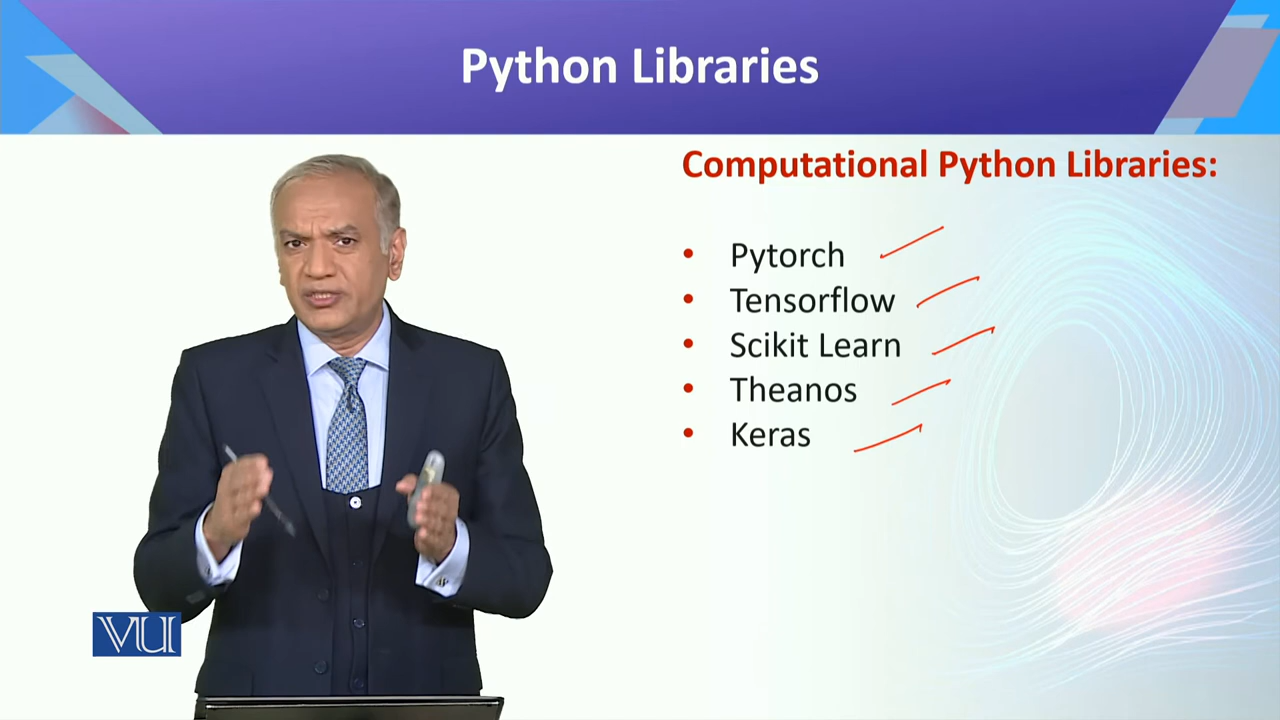 Python Libraries
Computational Python Libraries:
• Pytorch
• Tensorflow
• Scikit Learn
• Theanos
• Keras
VU